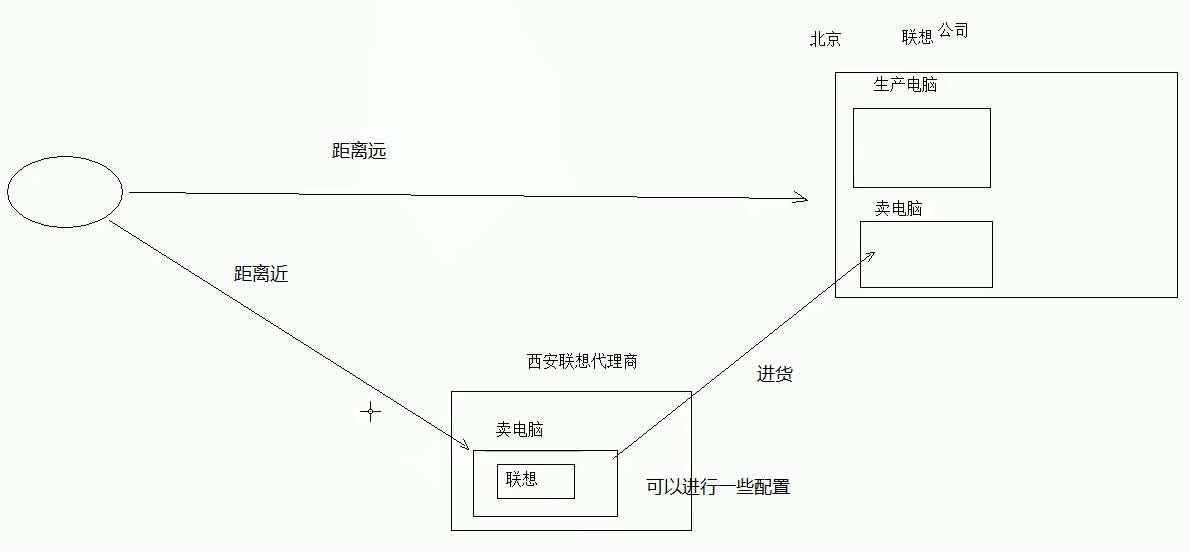 北京 联想公司
生产电脑
距离远
卖电脑
距离近
西安联想代理商
进货
卖电脑
联想
可以进行一些配置